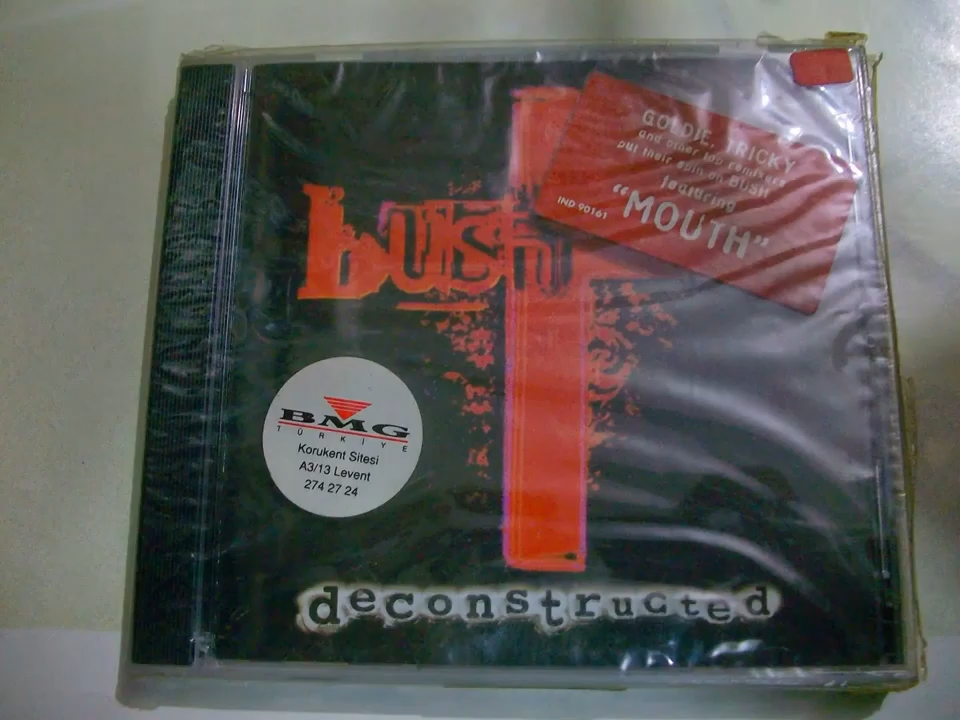 GOLDIE, TRICKY
and other top remixers
put their spin on BUSH
featuring
"MOUTH"
IND-90161
bush
BMG
TÜRKİYE
Korukent Sitesi
A3/13 Levent
274 27 24
deconstructed